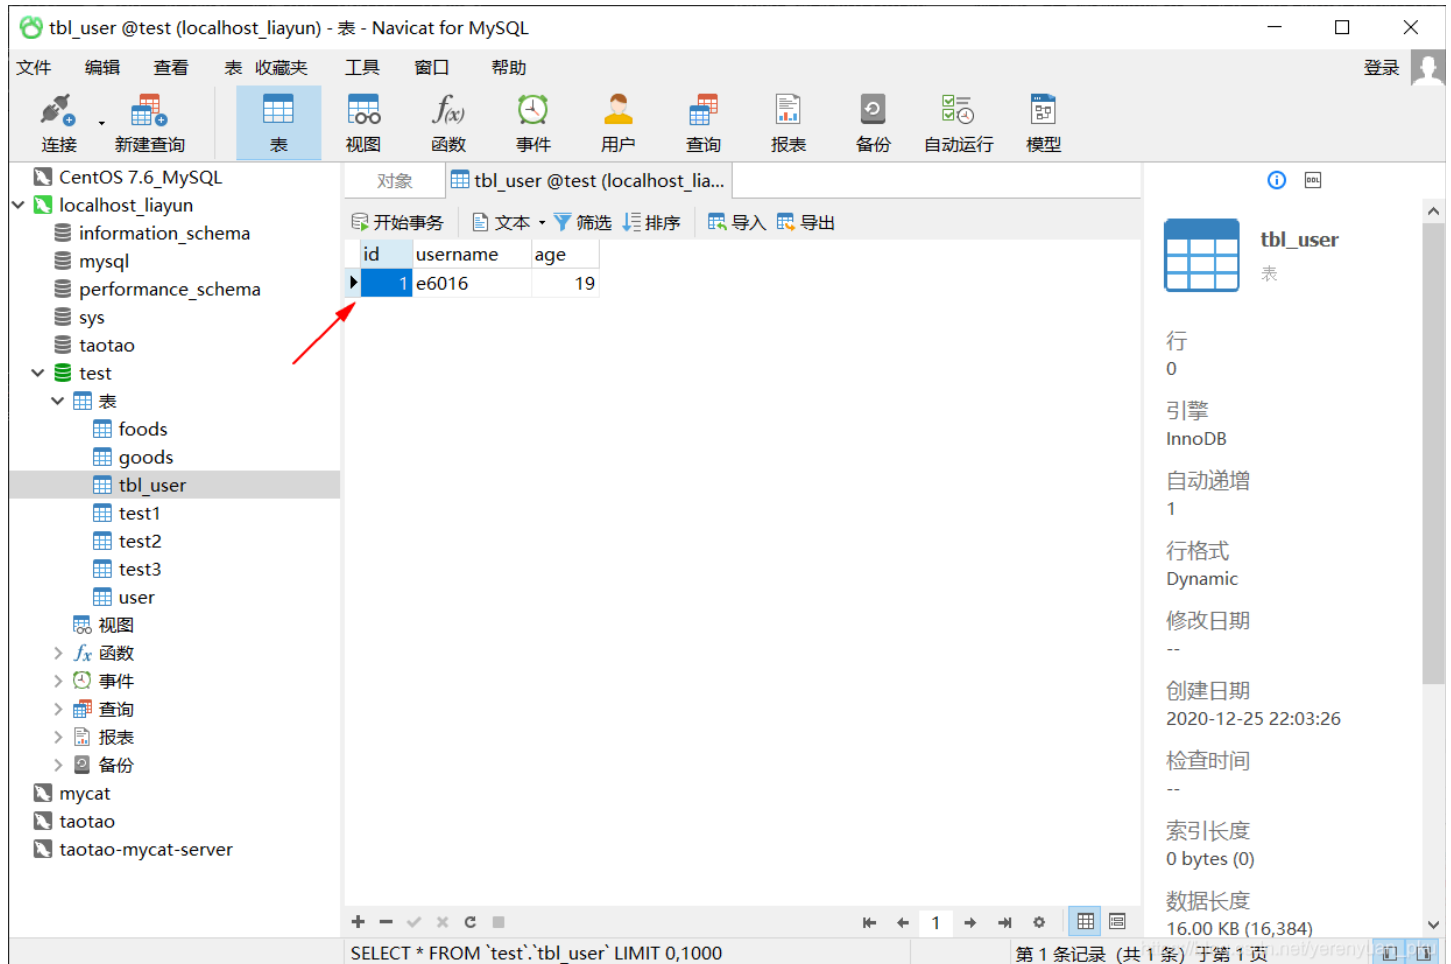 tbl_user @test (localhost_liayun) - 表 - Navicat for MySQL
文件 编辑 查看 表 收藏夹 工具 窗口 帮助 登录
连接 新建查询 表 视图 函数 事件 用户 查询 报表 备份 自动运行 模型
CentOS 7.6_MySQL
localhost_liayun
information_schema
mysql
performance_schema
sys
taotao
test
表
foods
goods
tbl_user
test1
test2
test3
user
视图
函数
事件
查询
报表
备份
mycat
taotao
taotao-mycat-server
对象 tbl_user @test (localhost_lia...
开始事务 文本 筛选 排序 导入 导出
id username age
1 e6016 19
1
SELECT * FROM `test`.`tbl_user` LIMIT 0,1000
第 1 条记录 (共 1 条) 于第 1 页
DDL
tbl_user
表
行
0
引擎
InnoDB
自动递增
1
行格式
Dynamic
修改日期
--
创建日期
2020-12-25 22:03:26
检查时间
--
索引长度
0 bytes (0)
数据长度
16.00 KB (16,384)